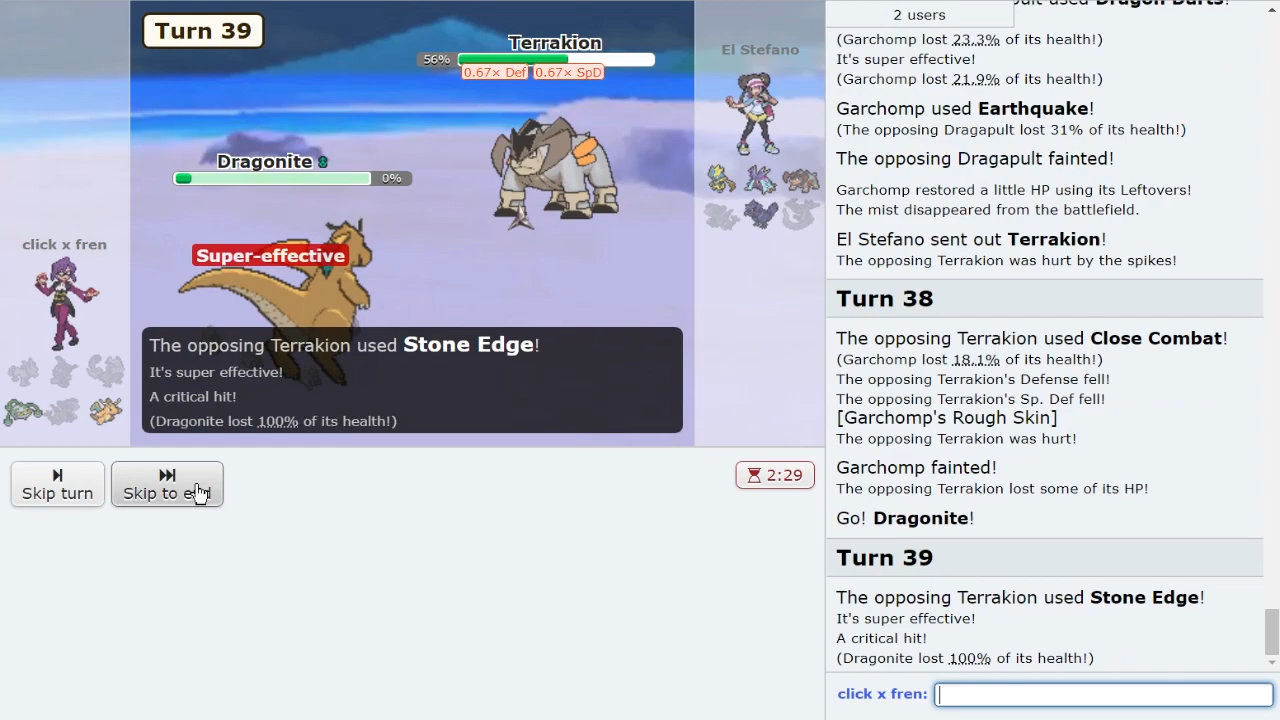 Turn 39
Terrakion
56%
0.67× Def 0.67× SpD
El Stefano
Dragonite
0%
click x fren
Super-effective
The opposing Terrakion used Stone Edge!
It's super effective!
A critical hit!
(Dragonite lost 100% of its health!)
Skip turn
Skip to
2:29
2 users
used Dragon Darts!
(Garchomp lost 23.3% of its health!)
It's super effective!
(Garchomp lost 21.9% of its health!)
Garchomp used Earthquake!
(The opposing Dragapult lost 31% of its health!)
The opposing Dragapult fainted!
Garchomp restored a little HP using its Leftovers!
The mist disappeared from the battlefield.
El Stefano sent out Terrakion!
The opposing Terrakion was hurt by the spikes!
Turn 38
The opposing Terrakion used Close Combat!
(Garchomp lost 18.1% of its health!)
The opposing Terrakion's Defense fell!
The opposing Terrakion's Sp. Def fell!
[Garchomp's Rough Skin]
The opposing Terrakion was hurt!
Garchomp fainted!
The opposing Terrakion lost some of its HP!
Go! Dragonite!
Turn 39
The opposing Terrakion used Stone Edge!
It's super effective!
A critical hit!
(Dragonite lost 100% of its health!)
click x fren: